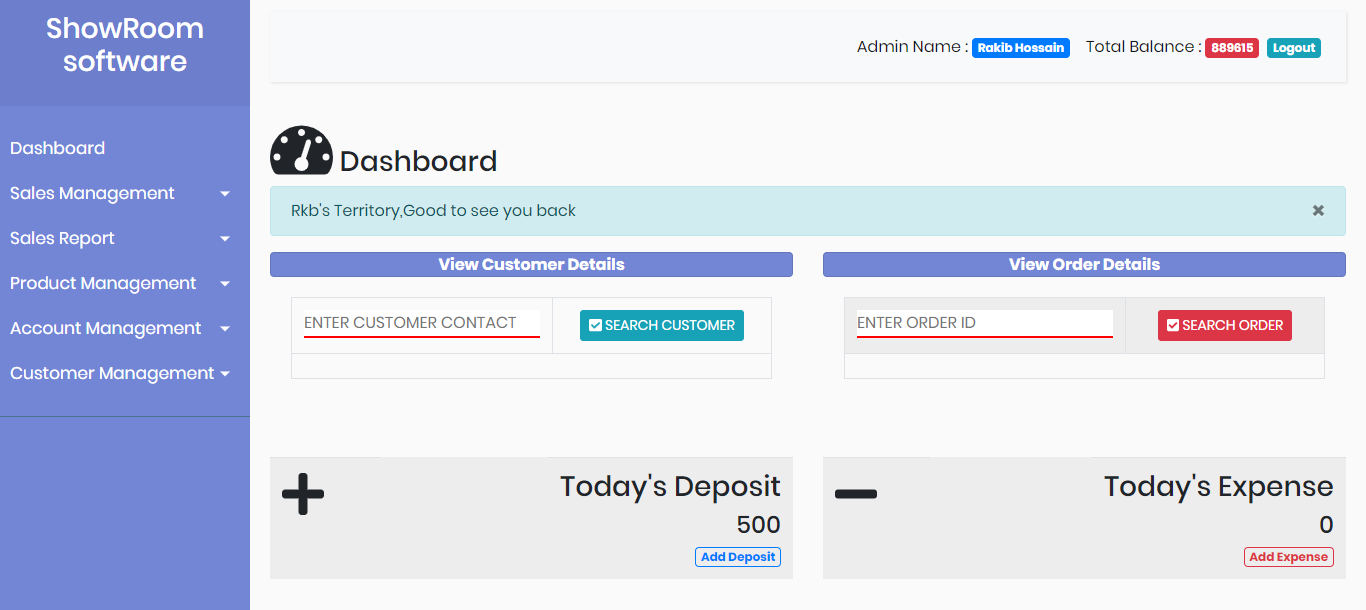 ShowRoom
software
Admin Name : Rakib Hossain Total Balance : 889615 Logout
Dashboard
Sales Management
Sales Report
Product Management
Account Management
Customer Management
Dashboard
Rkb's Territory,Good to see you back ×
View Customer Details
ENTER CUSTOMER CONTACT SEARCH CUSTOMER
View Order Details
ENTER ORDER ID SEARCH ORDER
Today's Deposit
500
Add Deposit
Today's Expense
0
Add Expense